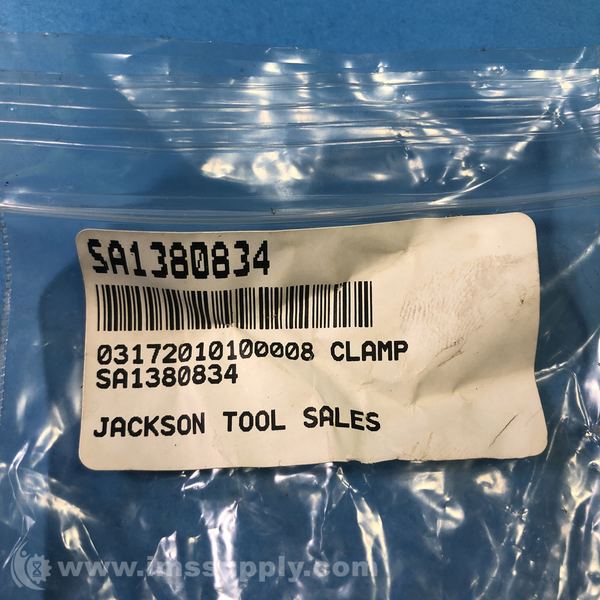 SA1380834
03172010100008 CLAMP
SA1380834
JACKSON TOOL SALES
www.imssupply.com